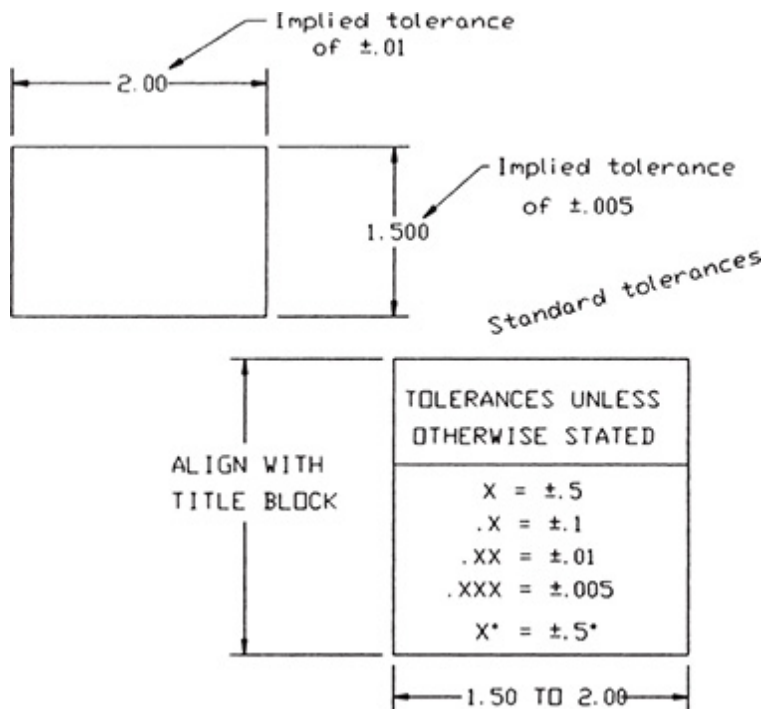 Implied tolerance
of ±.01
2.00
Implied tolerance
of ±.005
1.500
Standard tolerances
TOLERANCES UNLESS
OTHERWISE STATED
ALIGN WITH
TITLE BLOCK
X = ±.5
.X = ±.1
.XX = ±.01
.XXX = ±.005
X° = ±.5°
1.50 TO 2.00